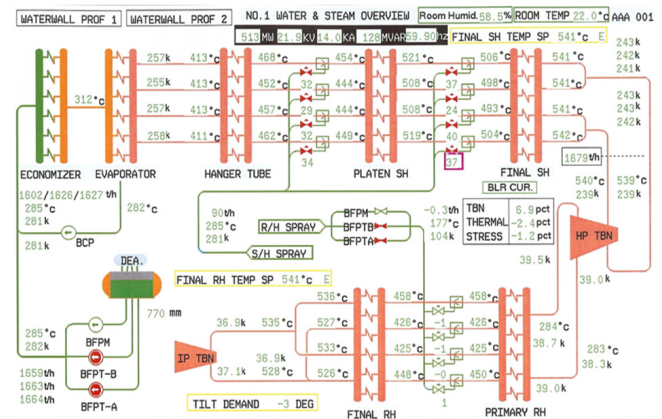 WATERWALL PROF 1 WATERWALL PROF 2 NO.1 WATER & STEAM OVERVIEW Room Humid. 58.5% ROOM TEMP 22.0°c AAA 001
513 MW 21.9 KV 14.0 KA 128 MVAR 59.90 hz FINAL SH TEMP SP 541°c E
243k
242k
241k
257k 413°c 468°c 454°c 521°c 506°c 541°c
32 37
312°c
255k 413°c 452°c 444°c 508°c 498°c 541°c
29 24
243k
243k
242k
257k 413°c 457°c 444°c 508°c 493°c 541°c
32 40
258k 411°c 462°c 449°c 519°c 504°c 542°c
34 37
1679t/h
ECONOMIZER EVAPORATOR HANGER TUBE PLATEN SH FINAL SH
540°c
239k
539°c
239k
BLR CUR.
1602/1626/1627 t/h
285°c
281k
282°c
281k
BCP
90t/h
285°c
281k
R/H SPRAY
S/H SPRAY
BFPM
BFPTB
BFPTA
-0.3t/h
177°c
104k
TBN 6.9 pct
THERMAL -2.4 pct
STRESS -1.2 pct
HP TBN
39.5k
39.0k
DEA.
770 mm
FINAL RH TEMP SP 541°c E
536°c 458°c 458°c
36.9k 535°c 527°c 426°c -1 426°c
284°c
38.7k
285°c
282k
BFPM
IP TBN
36.9k
533°c 425°c -1 425°c
283°c
38.3k
BFPT-B
37.1k 528°c 526°c 448°c -0 450°c
39.0k
1
1659t/h
1663t/h
1664t/h
BFPT-A
TILT DEMAND -3 DEG
FINAL RH PRIMARY RH